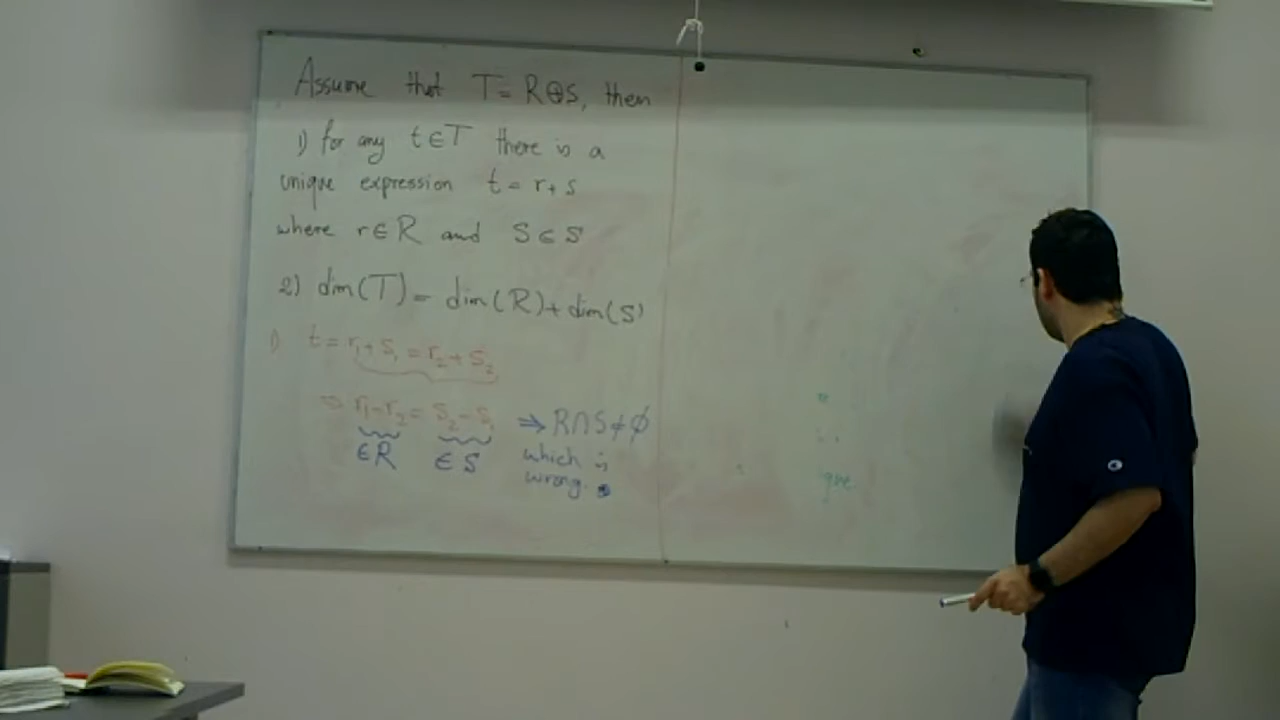 Assume that T = R⊕S, then
1) for any t ∈ T there is a
unique expression t = r + s
where r ∈ R and S ∈ S
2) dim(T) = dim(R) + dim(S)
1) t = r₁ + s₁ = r₂ + s₂
⇒ r₁ - r₂ = s₂ - s₁ ⇒ R∩S ≠ ∅
∈R ∈ S which is
wrong.
que